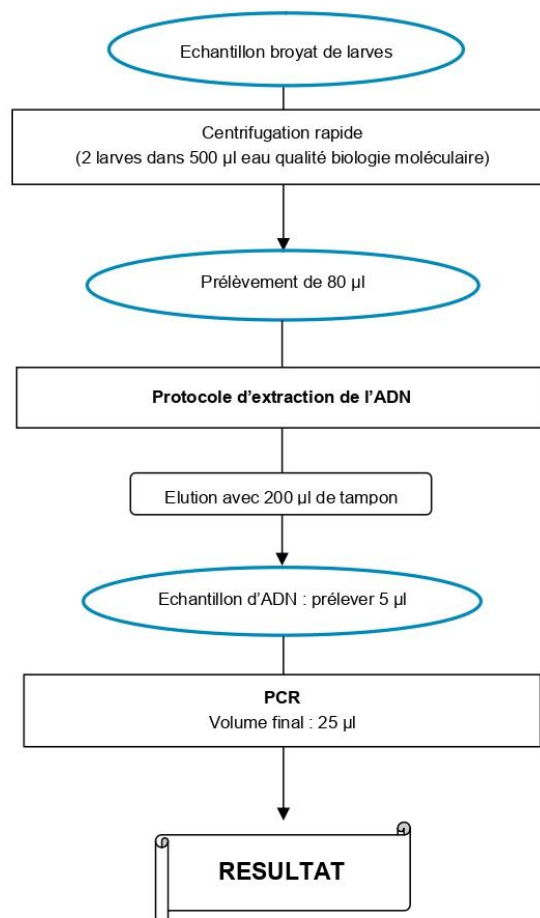 Echantillon broyat de larves
Centrifugation rapide
(2 larves dans 500 µl eau qualité biologie moléculaire)
Prélèvement de 80 µl
Protocole d’extraction de l’ADN
Elution avec 200 µl de tampon
Echantillon d’ADN : prélever 5 µl
PCR
Volume final : 25 µl
RESULTAT